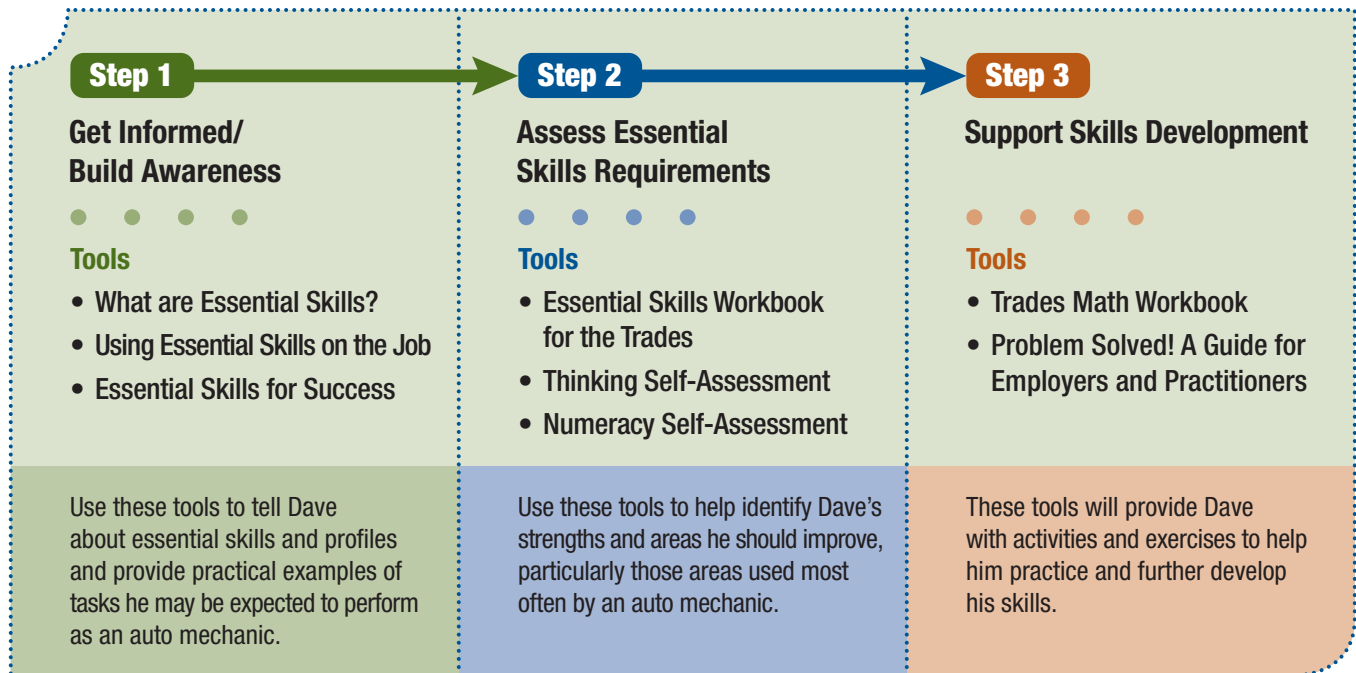 Step 1
Get Informed/
Build Awareness
Tools
• What are Essential Skills?
• Using Essential Skills on the Job
• Essential Skills for Success
Use these tools to tell Dave
about essential skills and profiles
and provide practical examples of
tasks he may be expected to perform
as an auto mechanic.
Step 2
Assess Essential
Skills Requirements
Tools
• Essential Skills Workbook
for the Trades
• Thinking Self-Assessment
• Numeracy Self-Assessment
Use these tools to help identify Dave’s
strengths and areas he should improve,
particularly those areas used most
often by an auto mechanic.
Step 3
Support Skills Development
Tools
• Trades Math Workbook
• Problem Solved! A Guide for
Employers and Practitioners
These tools will provide Dave
with activities and exercises to help
him practice and further develop
his skills.